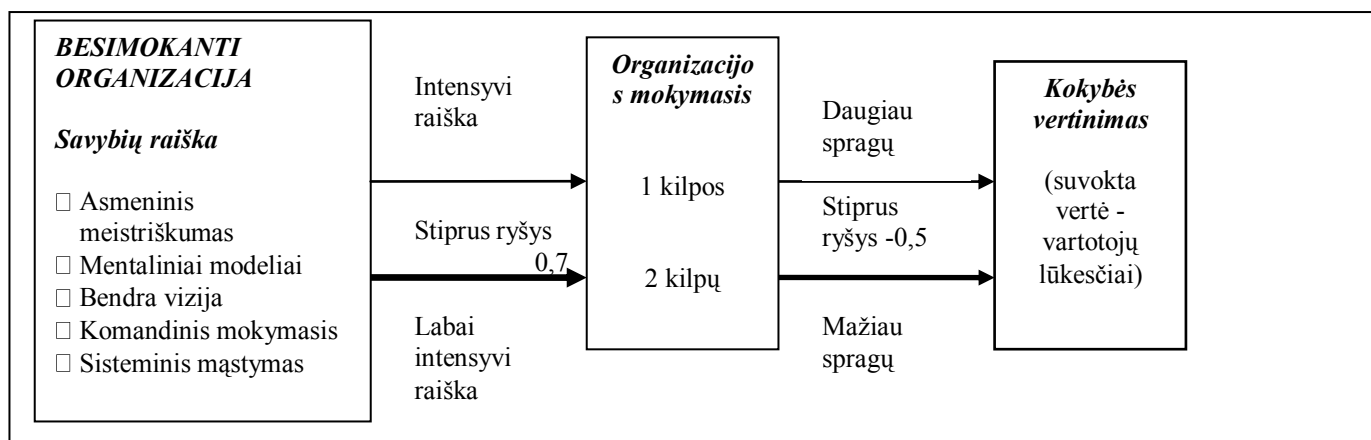 BESIMOKANTI
ORGANIZACIJA
Savybių raiška
□ Asmeninis
meistriškumas
□ Mentaliniai modeliai
□ Bendra vizija
□ Komandinis mokymasis
□ Sisteminis mąstymas
Intensyvi
raiška
Stiprus ryšys
0,7
Labai
intensyvi
raiška
Organizacijo
s mokymasis
1 kilpos
2 kilpų
Daugiau
spragų
Stiprus
ryšys -0,5
Mažiau
spragų
Kokybės
vertinimas
(suvokta
vertė -
vartotojų
lūkesčiai)